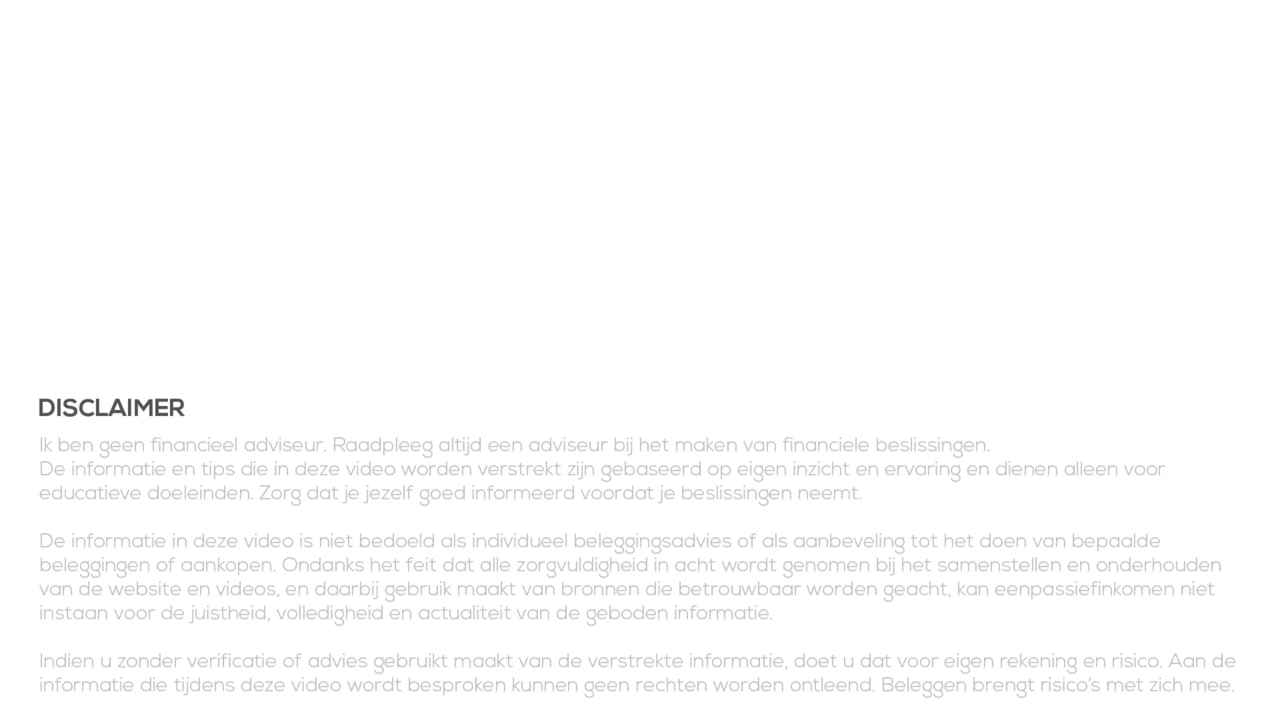 DISCLAIMER
Ik ben geen financieel adviseur. Raadpleeg altijd een adviseur bij het maken van financiele beslissingen.
De informatie en tips die in deze video worden verstrekt zijn gebaseerd op eigen inzicht en ervaring en dienen alleen voor
educatieve doeleinden. Zorg dat je jezelf goed informeerd voordat je beslissingen neemt.
De informatie in deze video is niet bedoeld als individueel beleggingsadvies of als aanbeveling tot het doen van bepaalde
beleggingen of aankopen. Ondanks het feit dat alle zorgvuldigheid in acht wordt genomen bij het samenstellen en onderhouden
van de website en videos, en daarbij gebruik maakt van bronnen die betrouwbaar worden geacht, kan eenpassiefinkomen niet
instaan voor de juistheid, volledigheid en actualiteit van de geboden informatie.
Indien u zonder verificatie of advies gebruikt maakt van de verstrekte informatie, doet u dat voor eigen rekening en risico. Aan de
informatie die tijdens deze video wordt besproken kunnen geen rechten worden ontleend. Beleggen brengt risico's met zich mee.